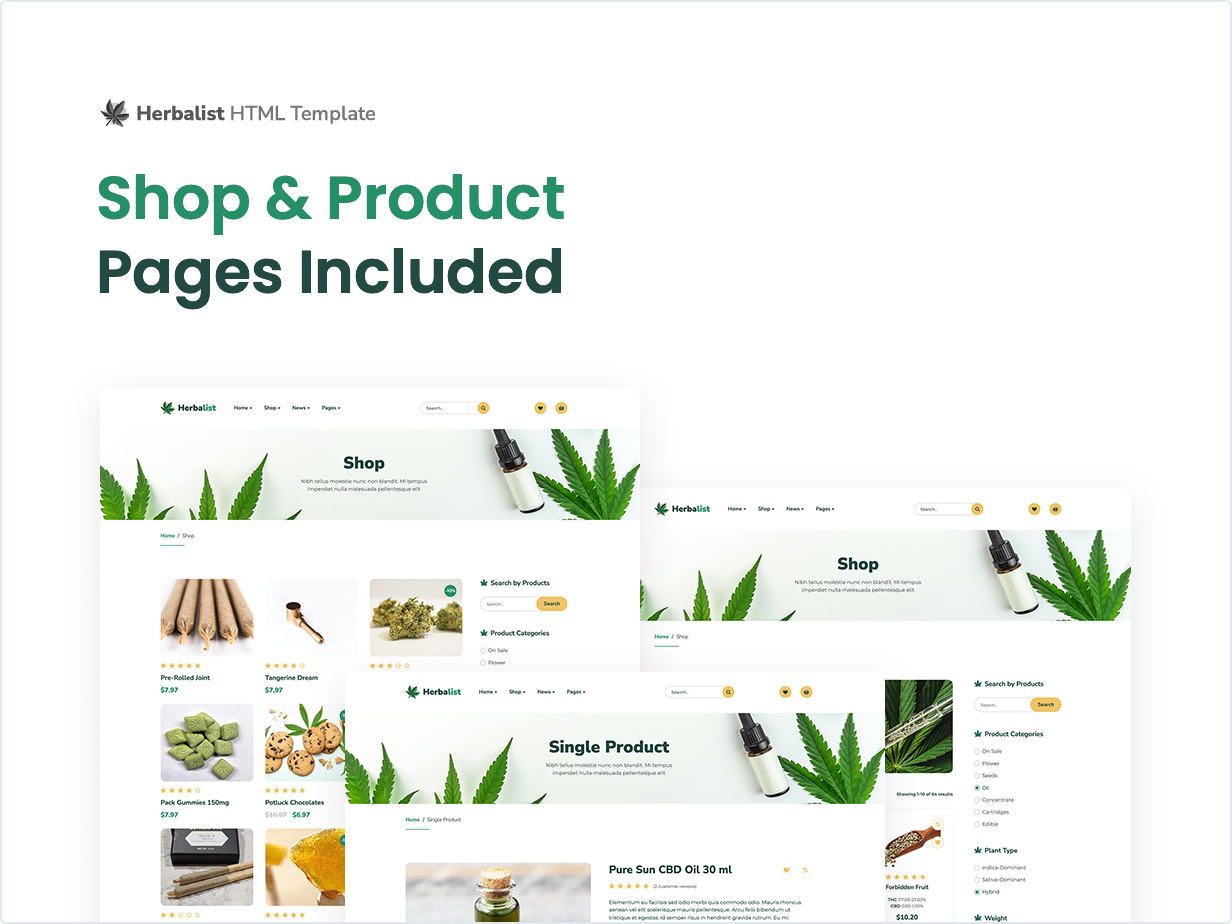 Herbalist HTML Template
Shop & Product
Pages Included
Herbalist
Home
Shop
News
Pages
Search...
Shop
Nibh tellus molestie nunc non blandit. Mi tempus
imperdiet nulla malesuada pellentesque elit
Home / Shop
-10%
Pre-Rolled Joint
$7.97
Tangerine Dream
$7.97
Pack Gummies 150mg
$7.97
Potluck Chocolates
$10.97 $6.97
Search by Products
Search...
Search
Product Categories
On Sale
Flower
Herbalist
Home
Shop
News
Pages
Search...
Single Product
Nibh tellus molestie nunc non blandit. Mi tempus
imperdiet nulla malesuada pellentesque elit
Home / Single Product
Pure Sun CBD Oil 30 ml
(2 customer reviews)
Elementum eu facilisis sed odio morbi quis commodo odio. Mauris rhoncus
aenean vel elit scelerisque mauris pellentesque. Arcu felis bibendum ut
tristique et egestas. Id semper risus in hendrerit gravida rutrum. Eu mi
Herbalist
Home
Shop
News
Pages
Search...
Shop
Nibh tellus molestie nunc non blandit. Mi tempus
imperdiet nulla malesuada pellentesque elit
Home / Shop
Showing 1-10 of 64 results
Forbidden Fruit
THC 117.00-23.00%
CBD 0.00-1.00%
$10.20
Search by Products
Search...
Search
Product Categories
On Sale
Flower
Seeds
Oil
Concentrate
Cartridges
Edible
Plant Type
Indica-Dominant
Sativa-Dominant
Hybrid
Weight